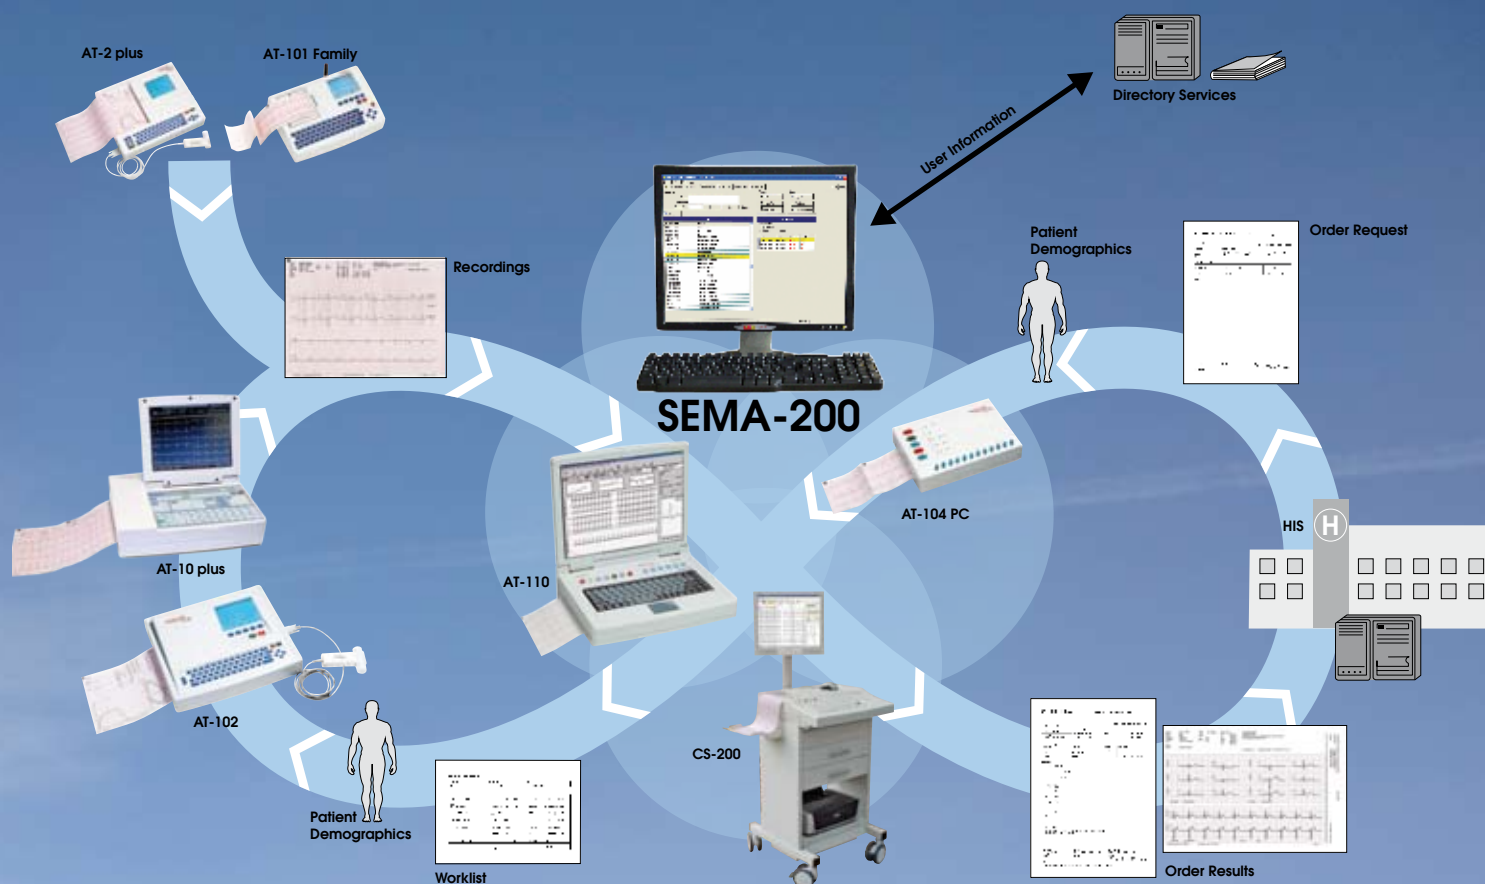 AT-2 plus
AT-101 Family
Directory Services
User Information
Patient
Demographics
Order Request
Recordings
SEMA-200
AT-104 PC
HIS
H
AT-10 plus
AT-110
AT-102
CS-200
Patient
Demographics
Worklist
Order Results